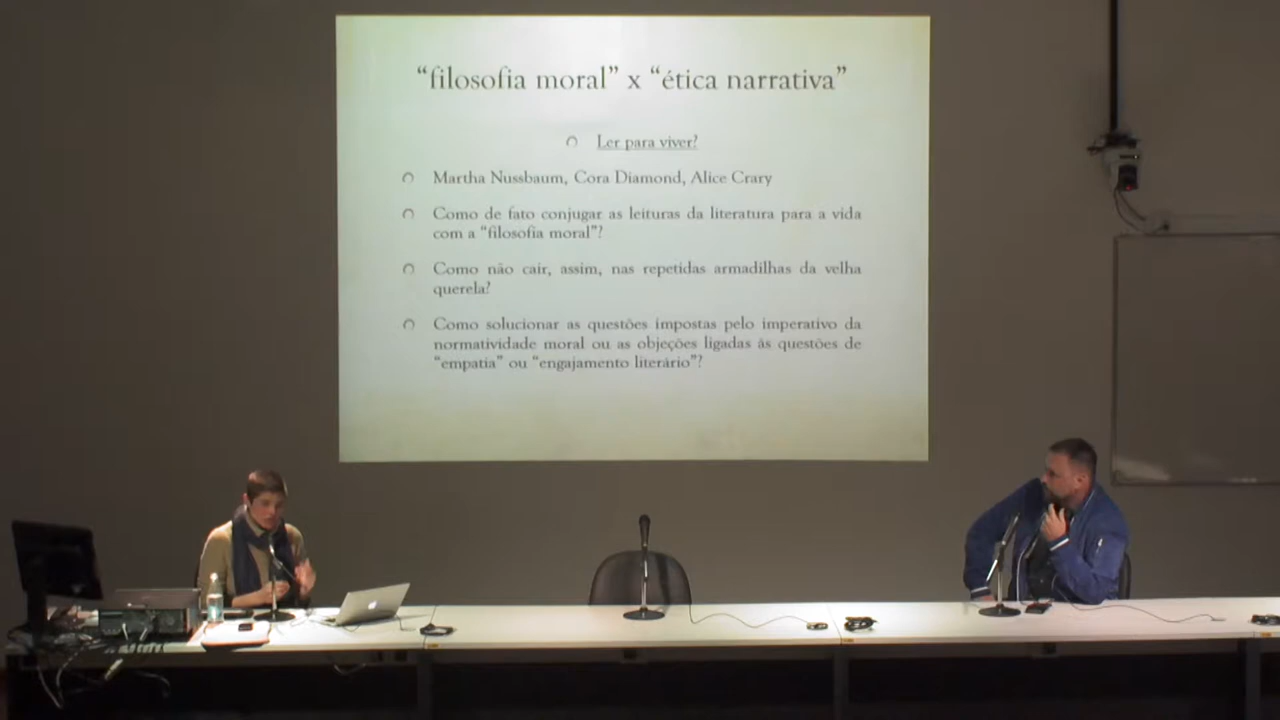 “filosofia moral” x “ética narrativa”
Ler para viver?
Martha Nussbaum, Cora Diamond, Alice Crary
Como de fato conjugar as leituras da literatura para a vida
com a “filosofia moral”?
Como não cair, assim, nas repetidas armadilhas da velha
querela?
Como solucionar as questões impostas pelo imperativo da
normatividade moral ou as objeções ligadas às questões de
“empatia” ou “engajamento literário”?